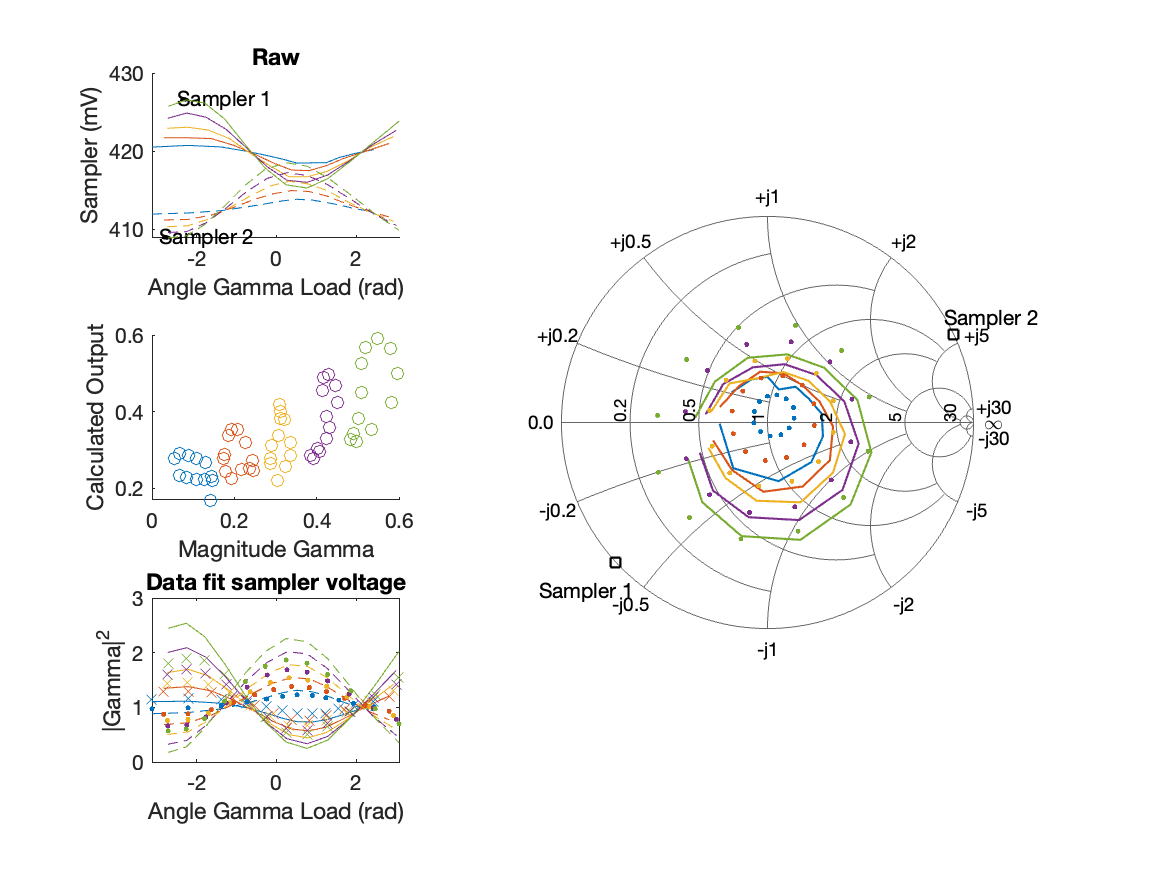 Raw
430
420
410
Sampler (mV)
Sampler 1
Sampler 2
-2
0
2
Angle Gamma Load (rad)
0.6
0.4
0.2
Calculated Output
0
0.2
0.4
0.6
Magnitude Gamma
Data fit sampler voltage
3
2
1
0
|Gamma|2
-2
0
2
Angle Gamma Load (rad)
+j1
+j0.5
+j2
+j0.2
Sampler 2
+j5
0.0
0.2
0.5
1
2
5
30
+j30
∞
-j30
-j0.2
-j5
Sampler 1
-j0.5
-j2
-j1